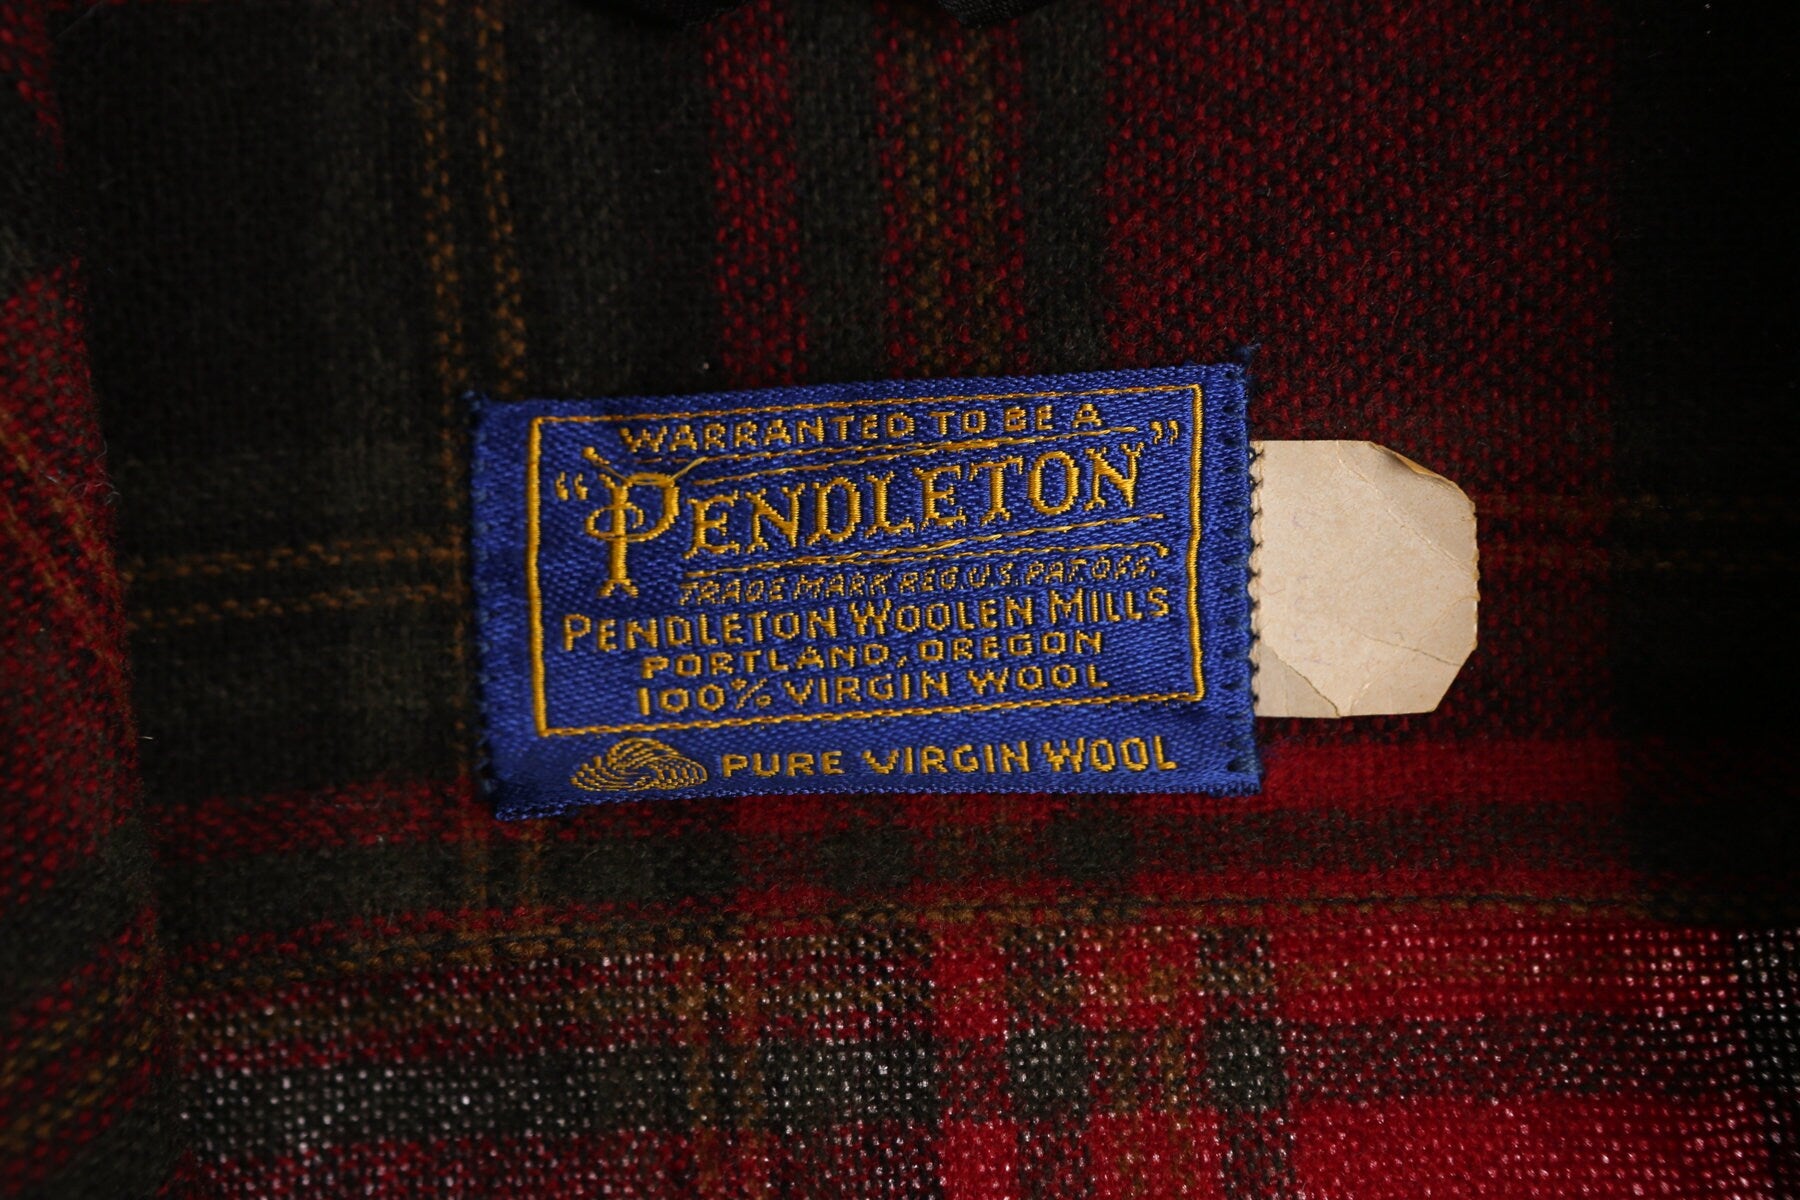 WARRANTED TO BE A
"PENDLETON"
TRADE MARK REG. U.S. PAT. OFF.
PENDLETON WOOLEN MILLS
PORTLAND, OREGON
100% VIRGIN WOOL
PURE VIRGIN WOOL